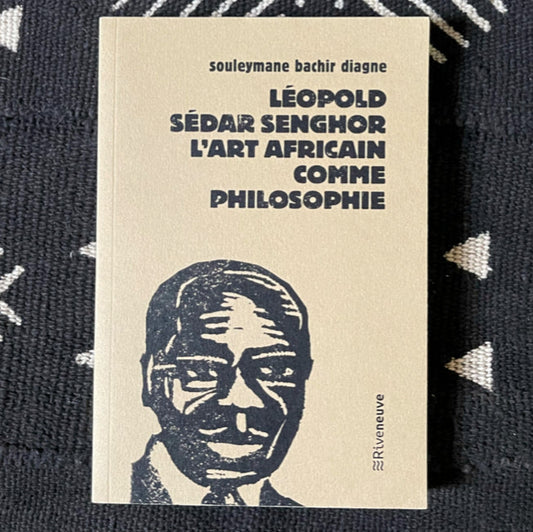 souleymane bachir diagne
LÉOPOLD
SÉDAR SENGHOR
L'ART AFRICAIN
COMME
PHILOSOPHIE
Riveneuve